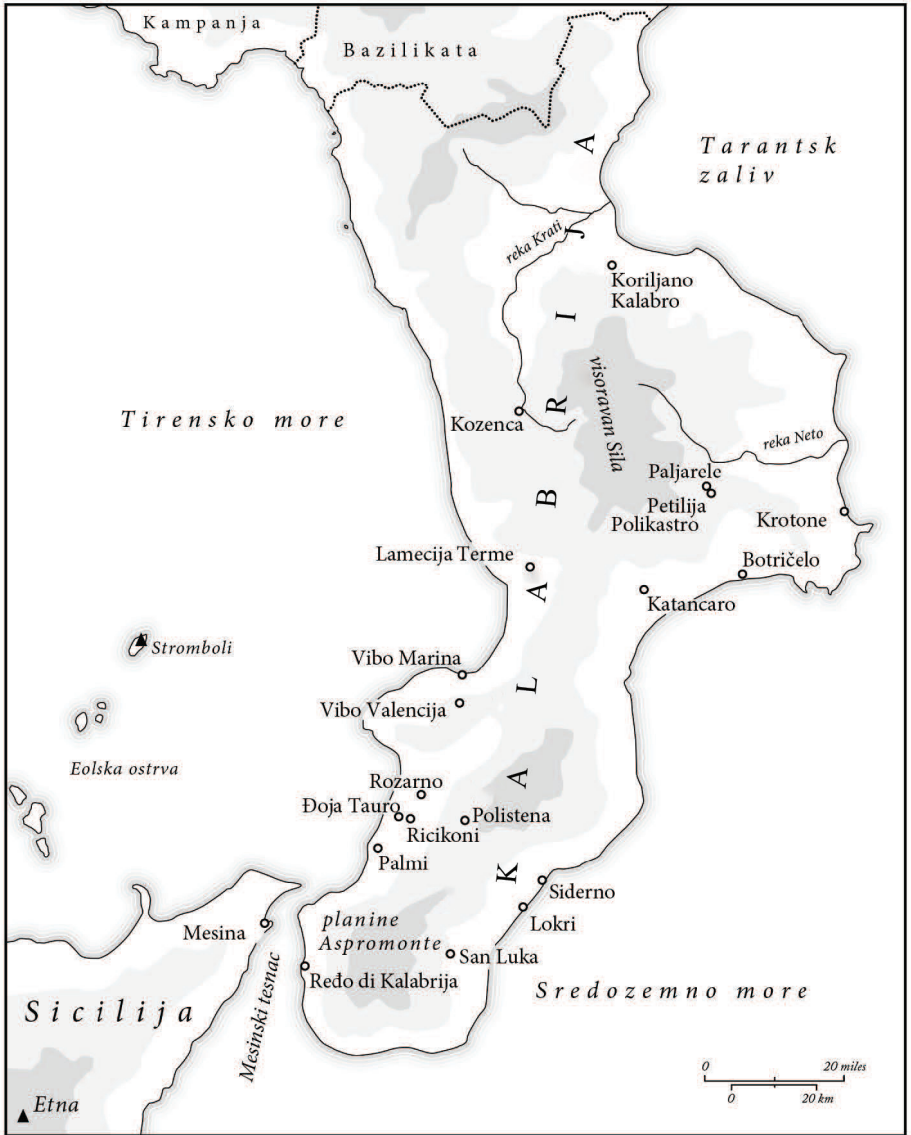 Kampanja
Bazilikata
Tarantsk
zaliv
reka Krati
Koriljano
Kalabro
KALABRIJA
visoravan Sila
Tirensko more
Kozenca
reka Neto
Paljarele
Petilija
Polikastro
Krotone
Lamecija Terme
Botričelo
Katancaro
Stromboli
Vibo Marina
Vibo Valencija
Eolska ostrva
Rozarno
Đoja Tauro
Polistena
Ricikoni
Palmi
Siderno
Lokri
Mesina
planine
Aspromonte
San Luka
Ređo di Kalabrija
Sredozemno more
Sicilija
Mesinski tesnac
0 20 miles
0 20 km
Etna